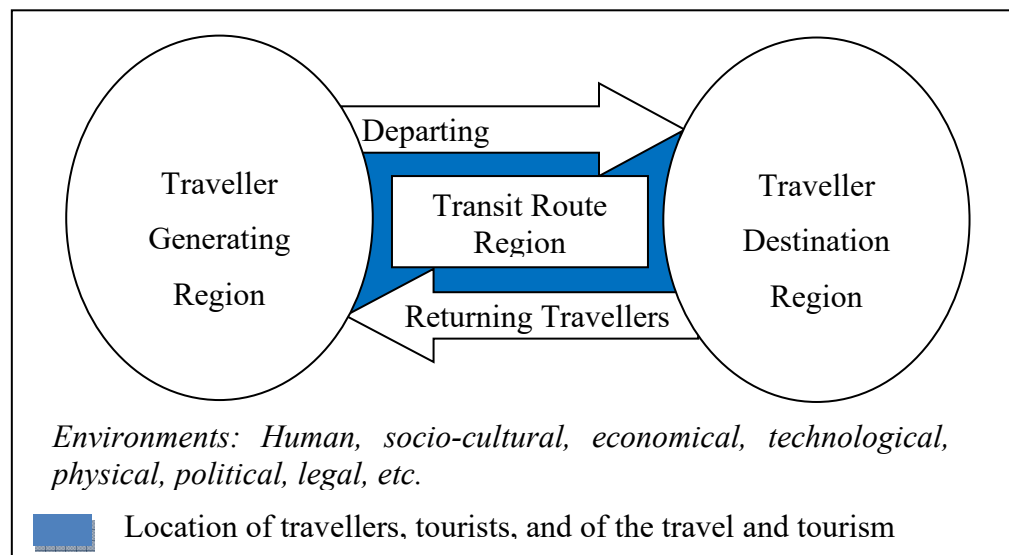 Departing
Traveller
Generating
Region
Transit Route
Region
Traveller
Destination
Region
Returning Travellers
Environments: Human, socio-cultural, economical, technological,
physical, political, legal, etc.
Location of travellers, tourists, and of the travel and tourism